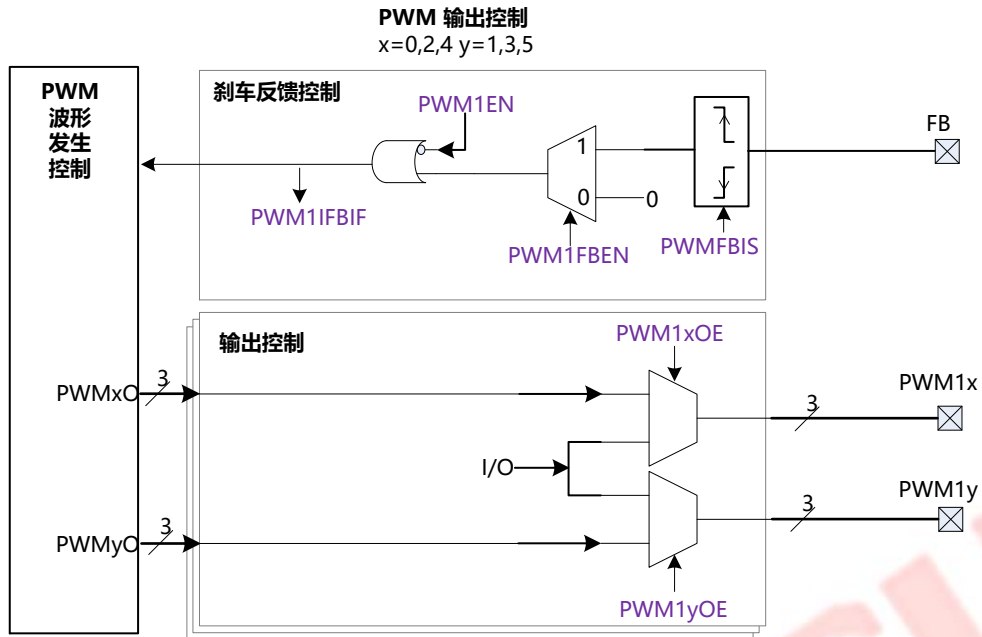 PWM 输出控制
x=0,2,4 y=1,3,5
PWM
波形
发生
控制
刹车反馈控制
PWM1EN
FB
1
0
0
PWM1IFBIF
PWM1FBEN
PWMFBIS
输出控制
PWM1xOE
PWMxO
3
3
PWM1x
I/O
PWMyO
3
3
PWM1y
PWM1yOE